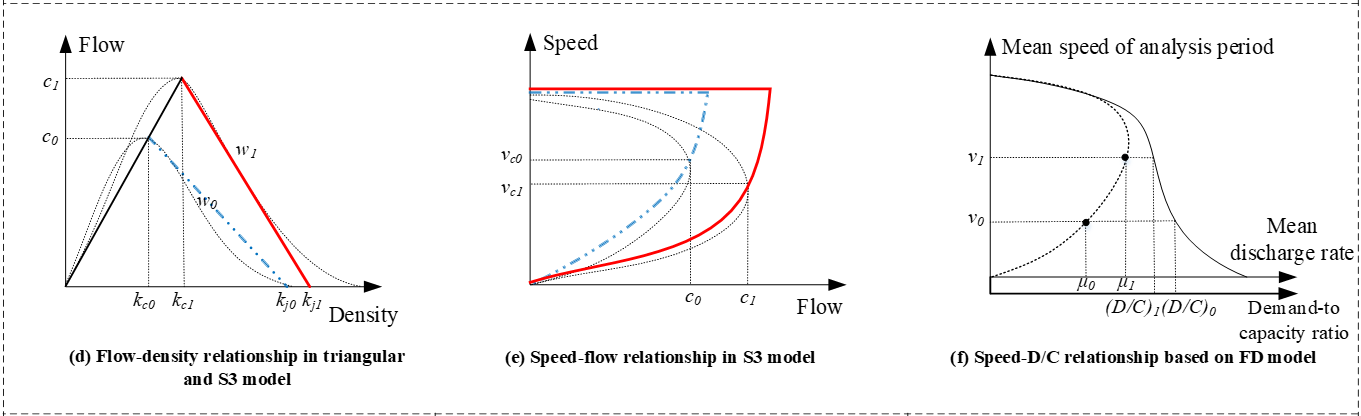 Flow
c1
c0
w1
w0
kc0
kc1
kj0
kj1
Density
(d) Flow-density relationship in triangular
and S3 model
Speed
vc0
vc1
c0
c1
Flow
(e) Speed-flow relationship in S3 model
Mean speed of analysis period
v1
v0
Mean
discharge rate
μ0
μ1
(D/C)1
(D/C)0
Demand-to
capacity ratio
(f) Speed-D/C relationship based on FD model